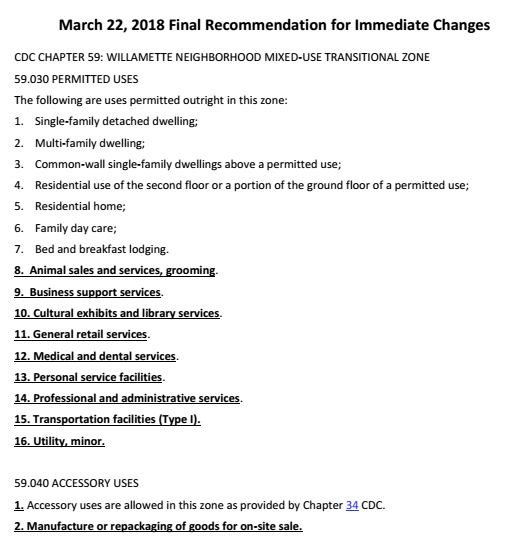 March 22, 2018 Final Recommendation for Immediate Changes
CDC CHAPTER 59: WILLAMETTE NEIGHBORHOOD MIXED-USE TRANSITIONAL ZONE
59.030 PERMITTED USES
The following are uses permitted outright in this zone:
1. Single-family detached dwelling;
2. Multi-family dwelling;
3. Common-wall single-family dwellings above a permitted use;
4. Residential use of the second floor or a portion of the ground floor of a permitted use;
5. Residential home;
6. Family day care;
7. Bed and breakfast lodging.
8. Animal sales and services, grooming.
9. Business support services.
10. Cultural exhibits and library services.
11. General retail services.
12. Medical and dental services.
13. Personal service facilities.
14. Professional and administrative services.
15. Transportation facilities (Type I).
16. Utility, minor.
59.040 ACCESSORY USES
1. Accessory uses are allowed in this zone as provided by Chapter 34 CDC.
2. Manufacture or repackaging of goods for on-site sale.